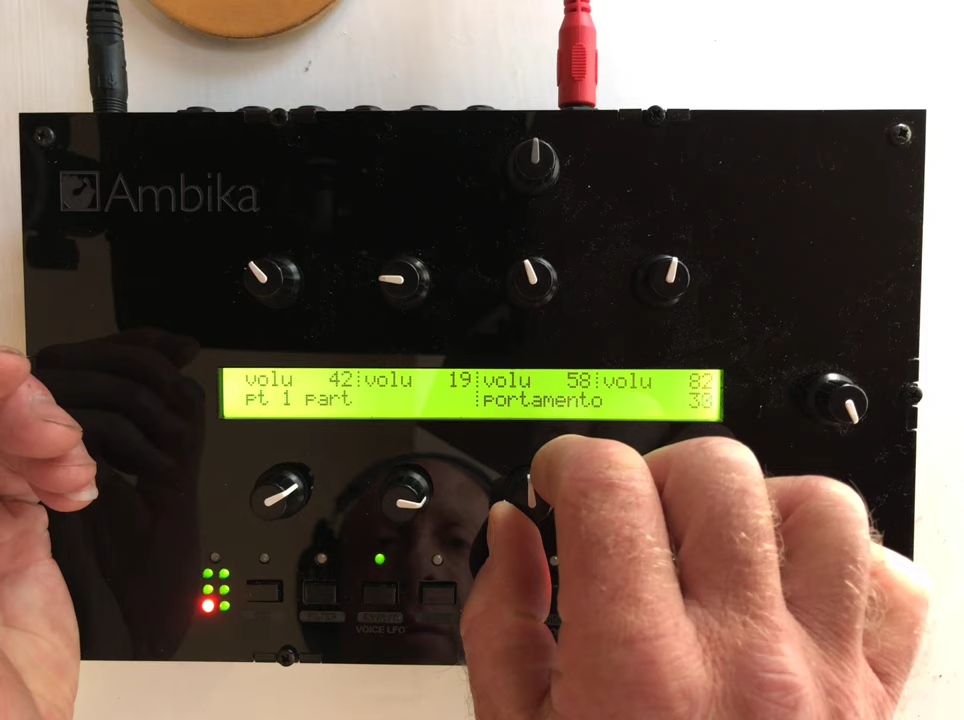 Ambika
volu 42 volu 19 volu 58 volu 82
pt 1 part portamento 30
VOICE LFO